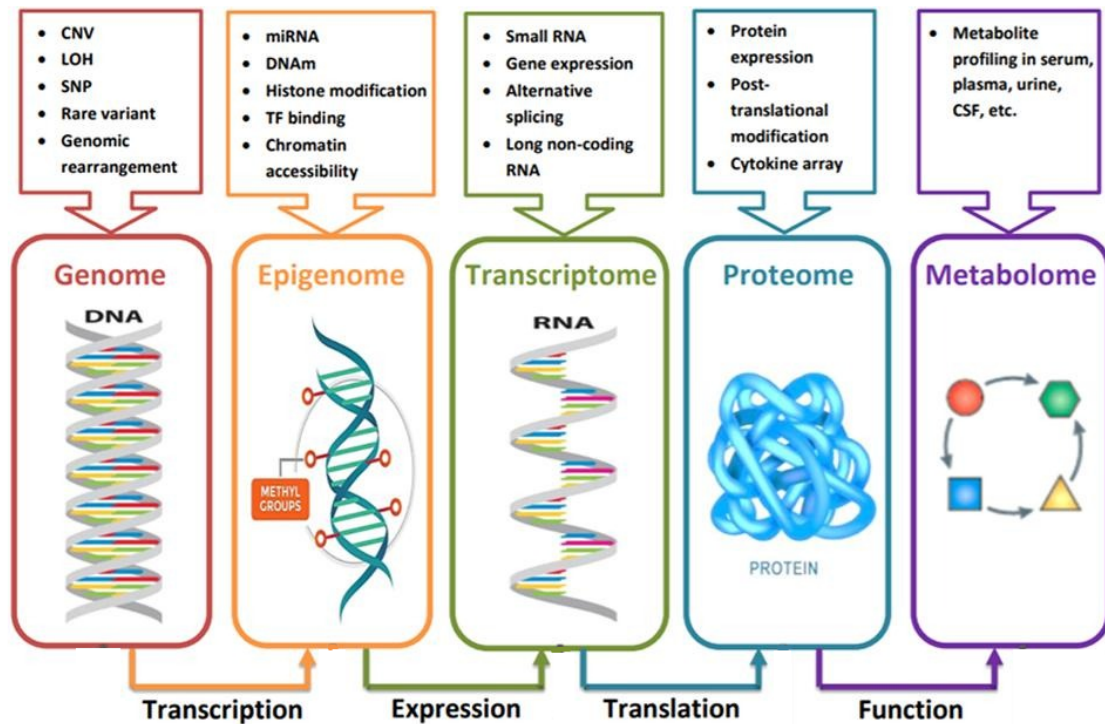 • CNV
• LOH
• SNP
• Rare variant
• Genomic
rearrangement
• miRNA
• DNAm
• Histone modification
• TF binding
• Chromatin
accessibility
• Small RNA
• Gene expression
• Alternative
splicing
• Long non-coding
RNA
• Protein
expression
• Post-
translational
modification
• Cytokine array
• Metabolite
profiling in serum,
plasma, urine,
CSF, etc.
Genome
DNA
Epigenome
METHYL
GROUPS
Transcriptome
RNA
Proteome
PROTEIN
Metabolome
Transcription
Expression
Translation
Function